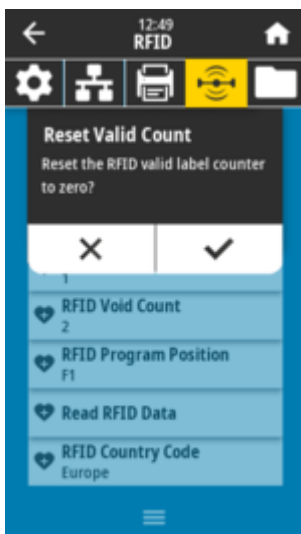 12:49
RFID
Reset Valid Count
Reset the RFID valid label counter
to zero?
1
RFID Void Count
2
RFID Program Position
F1
Read RFID Data
RFID Country Code
Europe